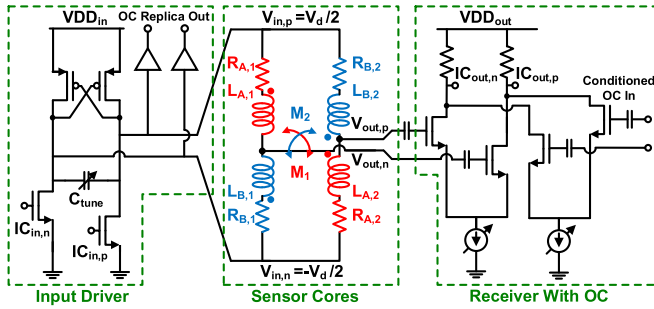 VDDin
OC Replica Out
Ctune
ICin,n
ICin,p
Input Driver
Vin,p=Vd/2
RA,1
LA,1
RB,2
LB,2
M2
M1
Vout,p
Vout,n
LB,1
RB,1
LA,2
RA,2
Vin,n=-Vd/2
Sensor Cores
VDDout
ICout,n
ICout,p
Conditioned
OC In
Receiver With OC